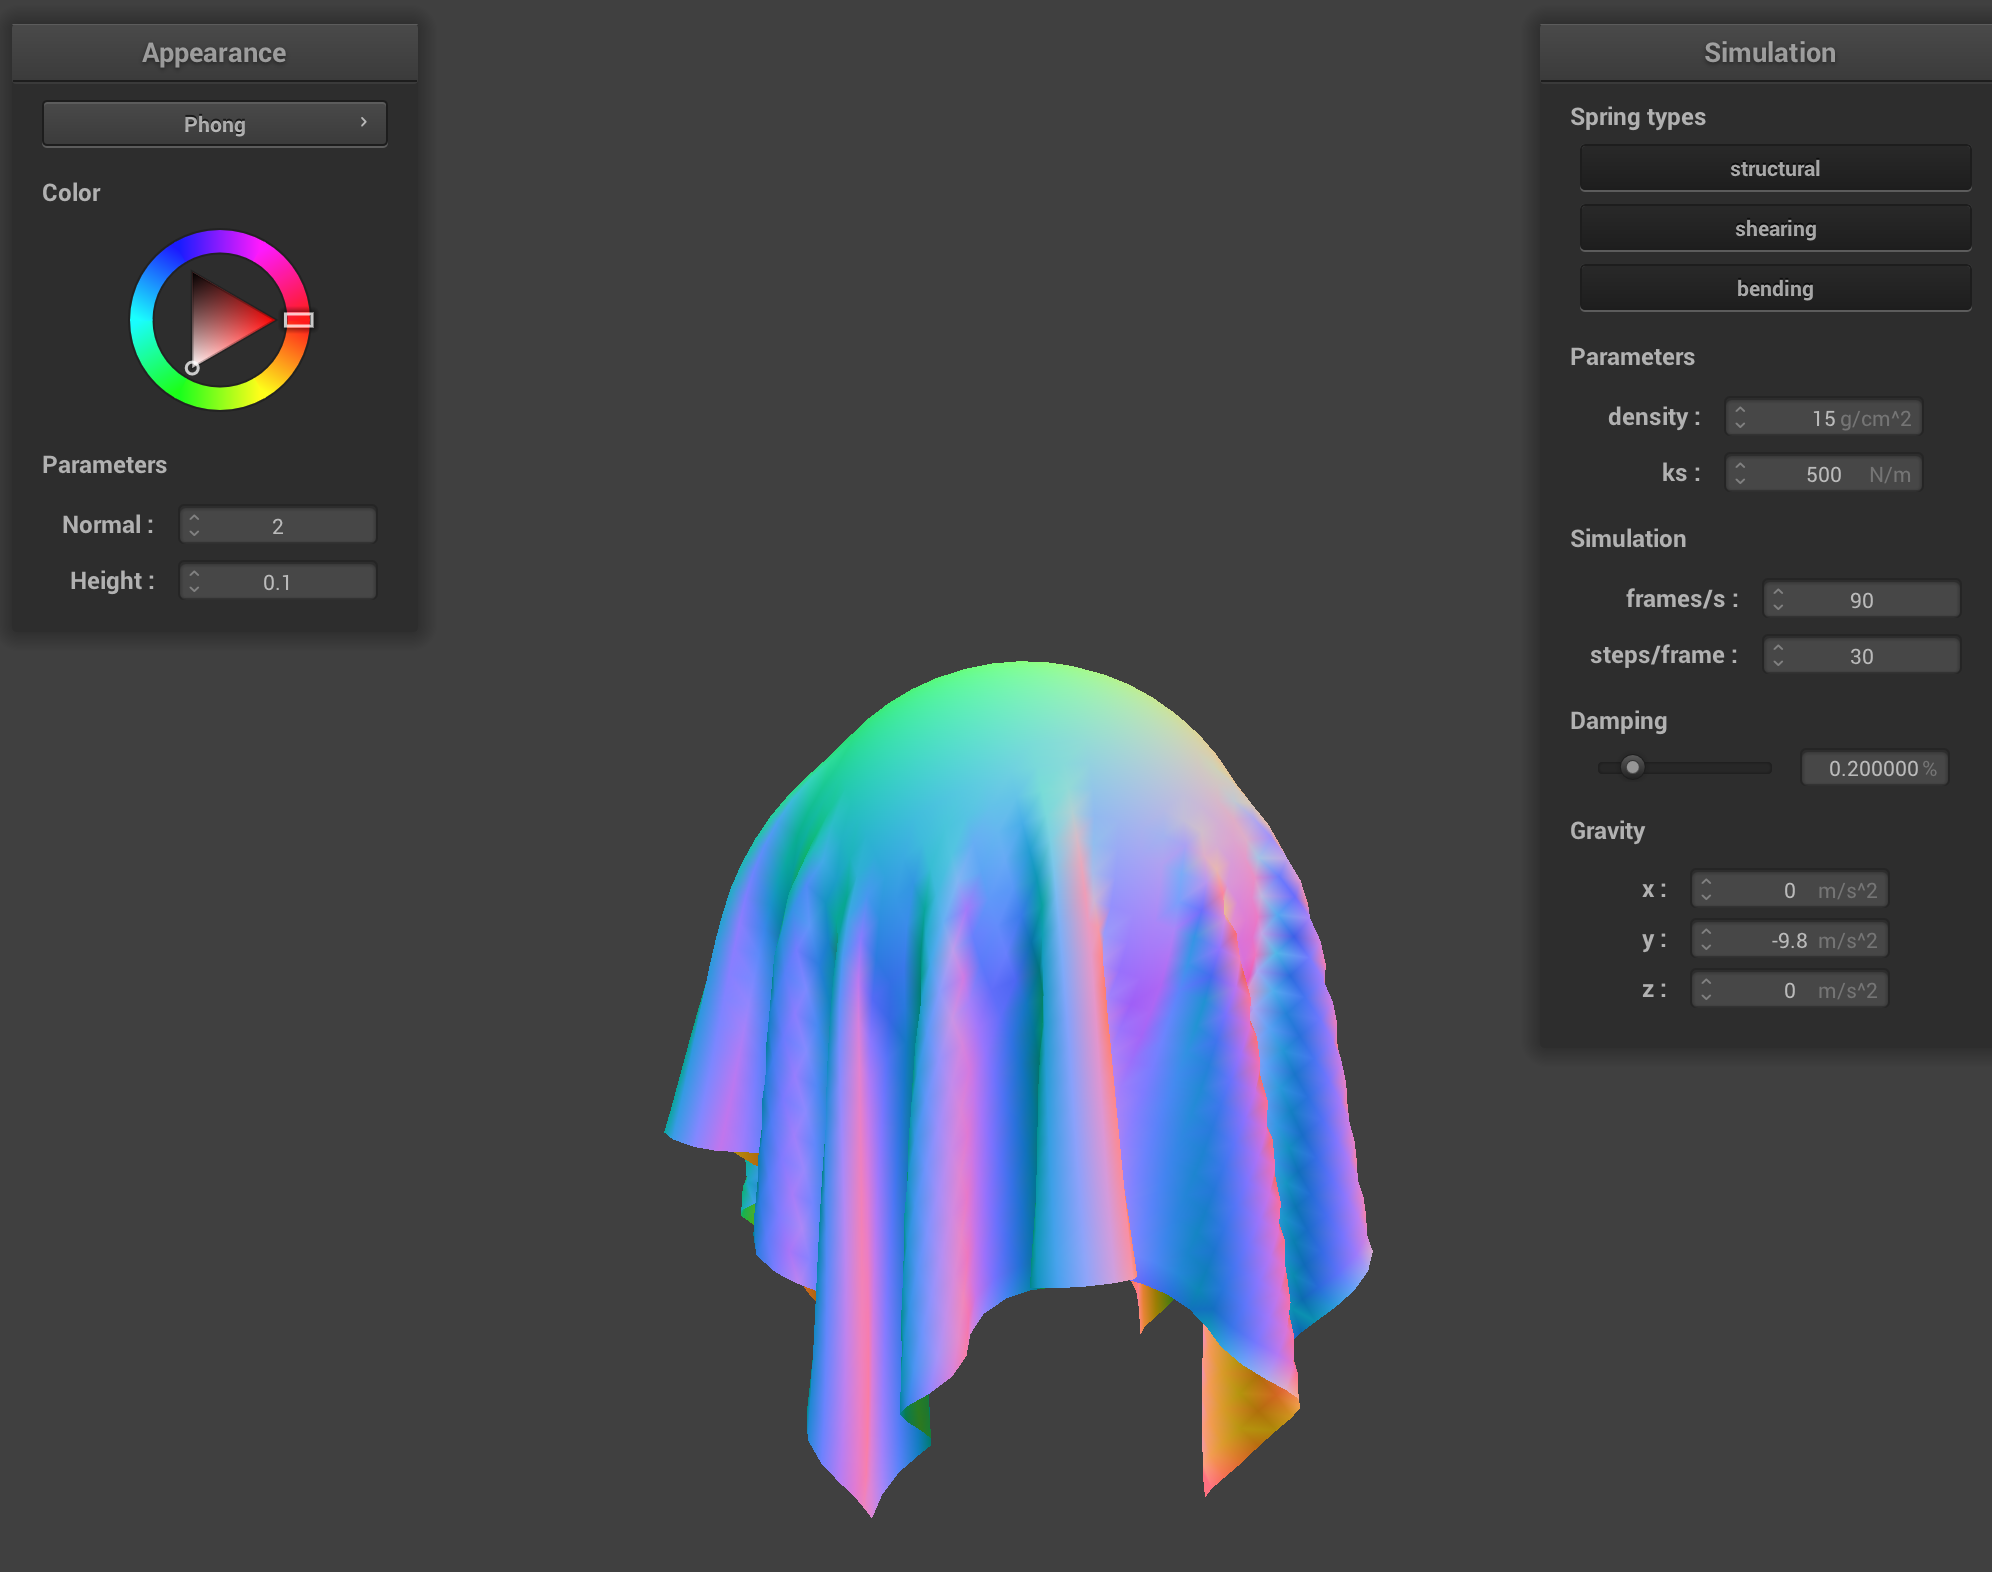 Appearance
Phong
Color
Parameters
Normal : 2
Height : 0.1
Simulation
Spring types
structural
shearing
bending
Parameters
density : 15 g/cm^2
ks : 500 N/m
Simulation
frames/s : 90
steps/frame : 30
Damping
0.200000 %
Gravity
x : 0 m/s^2
y : -9.8 m/s^2
z : 0 m/s^2